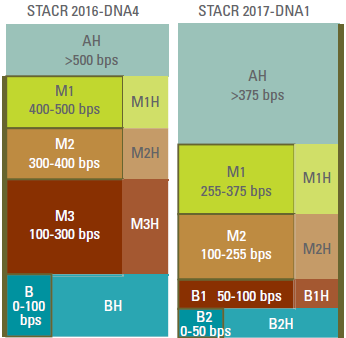 STACR 2016-DNA4
AH
>500 bps
M1
400-500 bps
M1H
M2
300-400 bps
M2H
M3
100-300 bps
M3H
B
0-100
bps
BH
STACR 2017-DNA1
AH
>375 bps
M1
255-375 bps
M1H
M2
100-255 bps
M2H
B1 50-100 bps
B1H
B2
0-50 bps
B2H